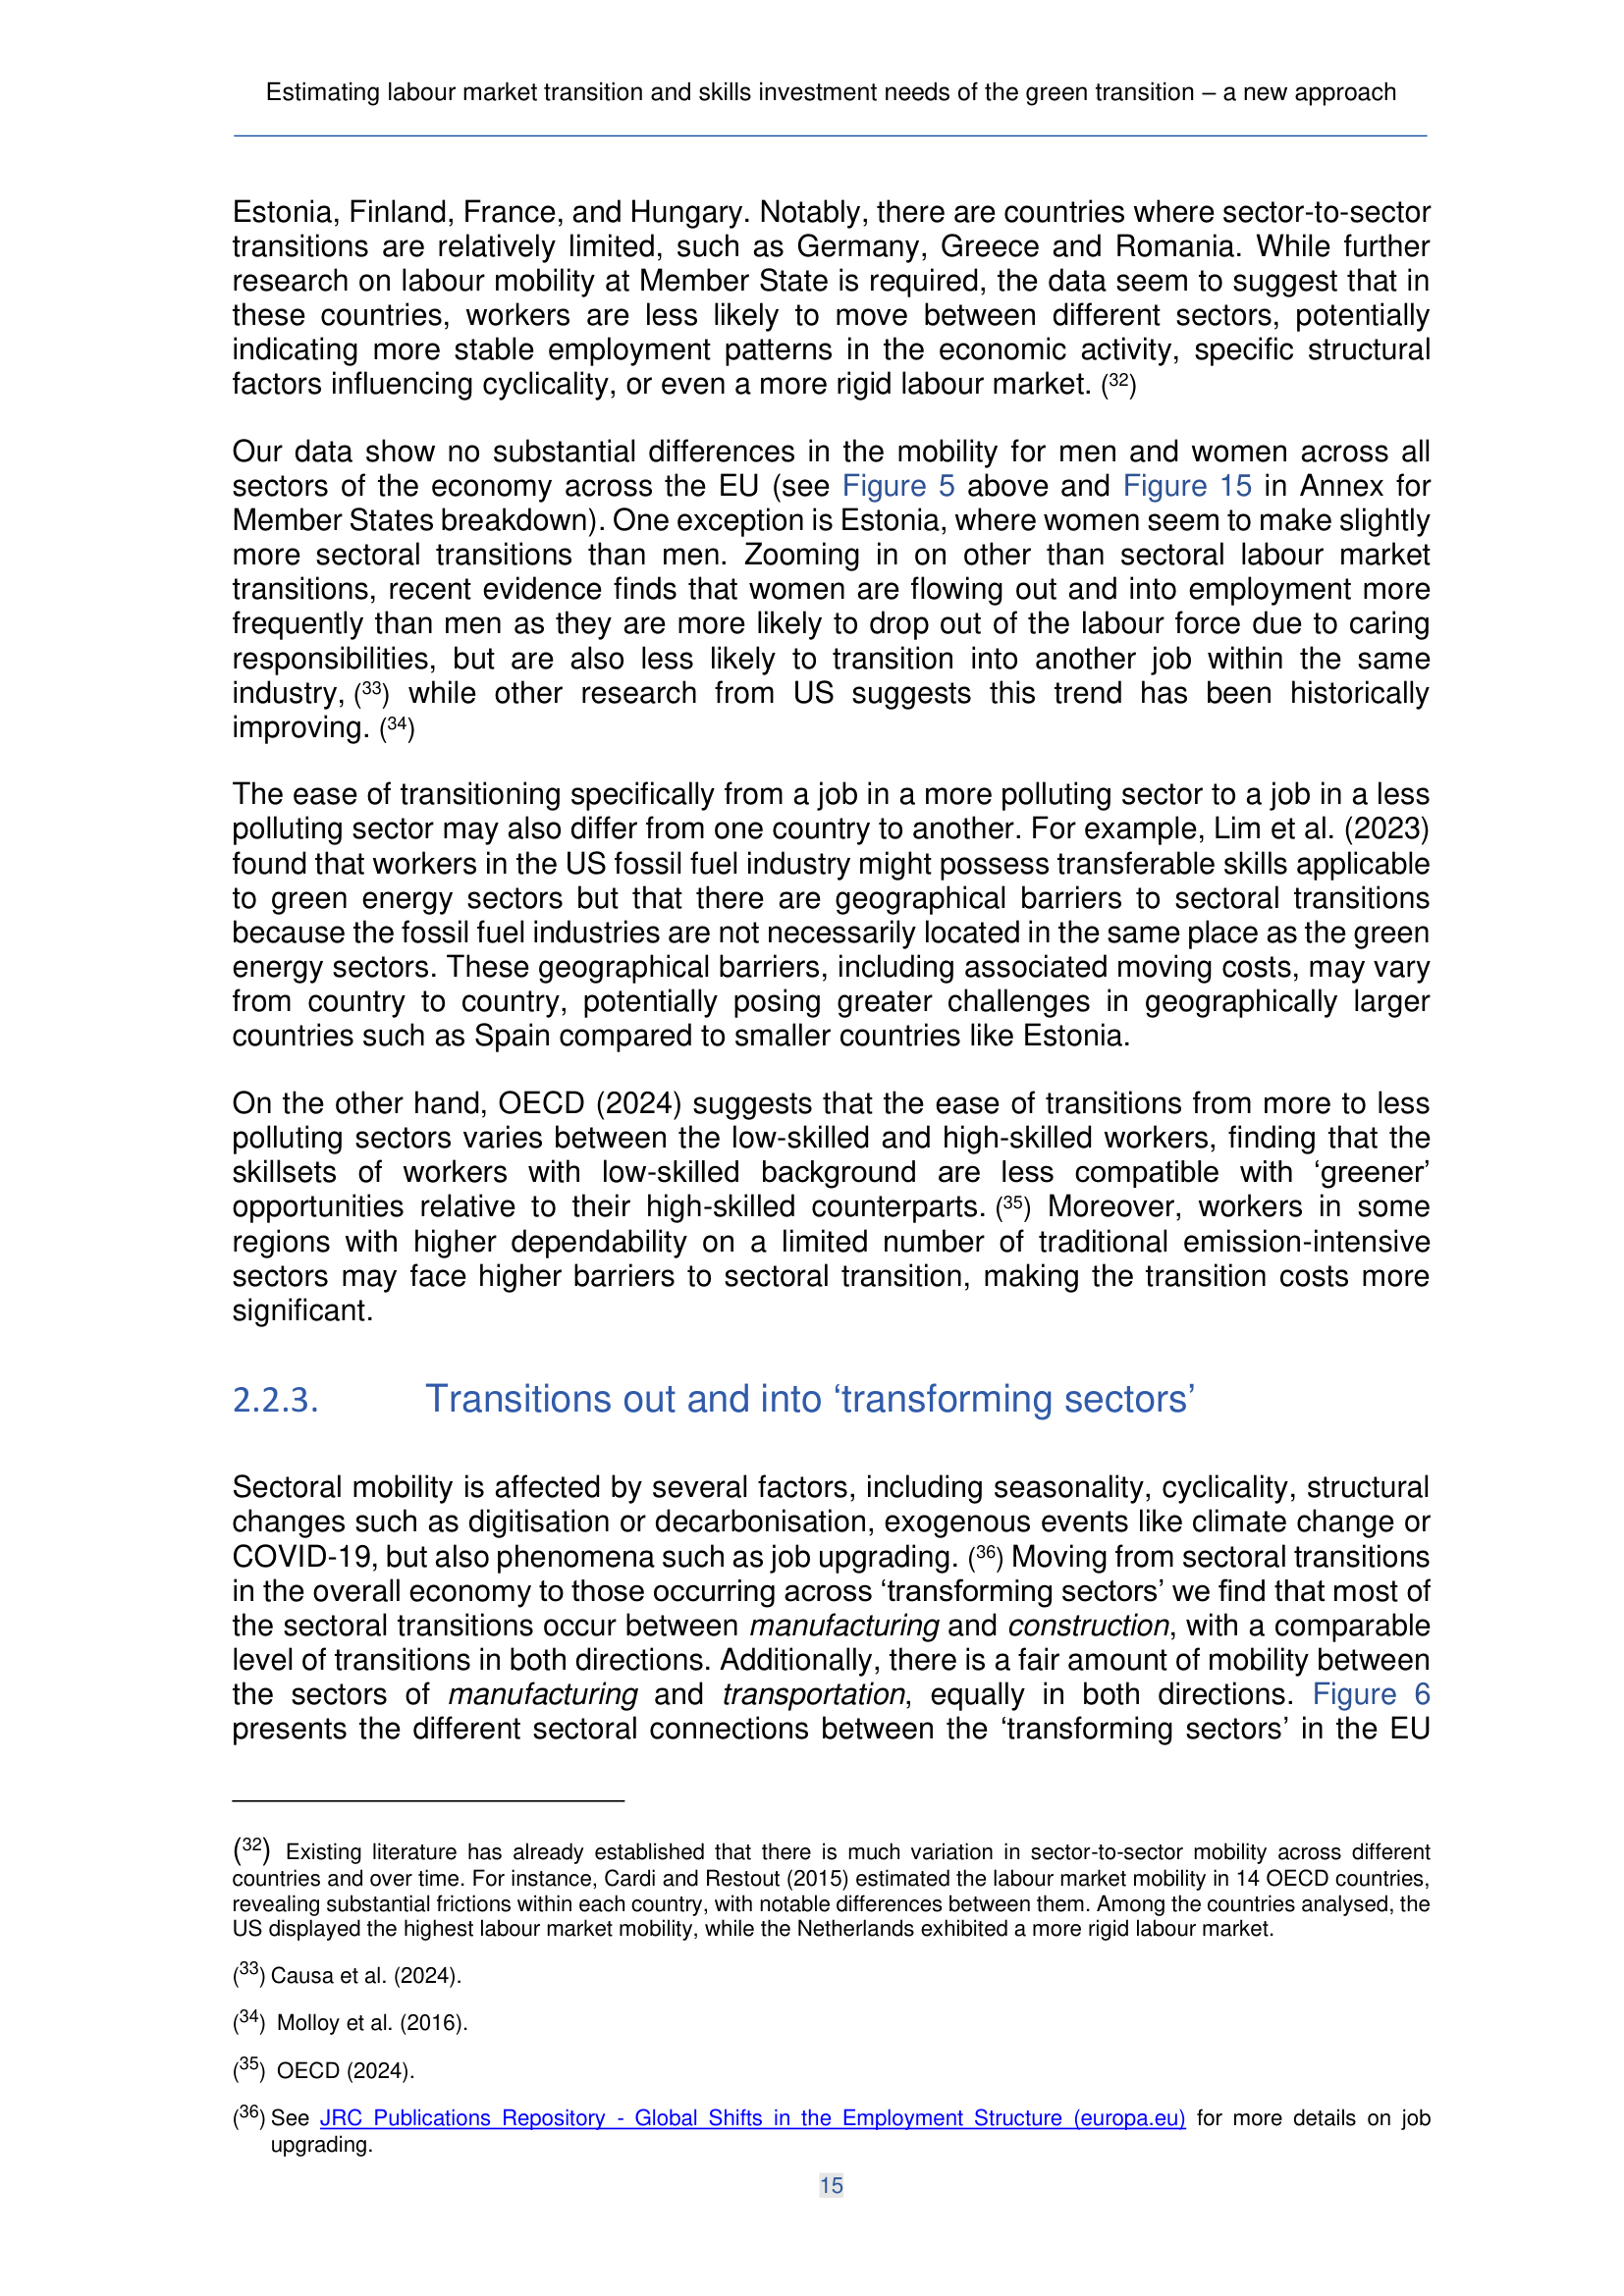 Estimating labour market transition and skills investment needs of the green transition – a new approach
Estonia, Finland, France, and Hungary. Notably, there are countries where sector-to-sector
transitions are relatively limited, such as Germany, Greece and Romania. While further
research on labour mobility at Member State is required, the data seem to suggest that in
these countries, workers are less likely to move between different sectors, potentially
indicating more stable employment patterns in the economic activity, specific structural
factors influencing cyclicality, or even a more rigid labour market. (32)
Our data show no substantial differences in the mobility for men and women across all
sectors of the economy across the EU (see Figure 5 above and Figure 15 in Annex for
Member States breakdown). One exception is Estonia, where women seem to make slightly
more sectoral transitions than men. Zooming in on other than sectoral labour market
transitions, recent evidence finds that women are flowing out and into employment more
frequently than men as they are more likely to drop out of the labour force due to caring
responsibilities, but are also less likely to transition into another job within the same
industry, (33) while other research from US suggests this trend has been historically
improving. (34)
The ease of transitioning specifically from a job in a more polluting sector to a job in a less
polluting sector may also differ from one country to another. For example, Lim et al. (2023)
found that workers in the US fossil fuel industry might possess transferable skills applicable
to green energy sectors but that there are geographical barriers to sectoral transitions
because the fossil fuel industries are not necessarily located in the same place as the green
energy sectors. These geographical barriers, including associated moving costs, may vary
from country to country, potentially posing greater challenges in geographically larger
countries such as Spain compared to smaller countries like Estonia.
On the other hand, OECD (2024) suggests that the ease of transitions from more to less
polluting sectors varies between the low-skilled and high-skilled workers, finding that the
skillsets of workers with low-skilled background are less compatible with ‘greener’
opportunities relative to their high-skilled counterparts. (35) Moreover, workers in some
regions with higher dependability on a limited number of traditional emission-intensive
sectors may face higher barriers to sectoral transition, making the transition costs more
significant.
2.2.3. Transitions out and into ‘transforming sectors’
Sectoral mobility is affected by several factors, including seasonality, cyclicality, structural
changes such as digitisation or decarbonisation, exogenous events like climate change or
COVID-19, but also phenomena such as job upgrading. (36) Moving from sectoral transitions
in the overall economy to those occurring across ‘transforming sectors’ we find that most of
the sectoral transitions occur between manufacturing and construction, with a comparable
level of transitions in both directions. Additionally, there is a fair amount of mobility between
the sectors of manufacturing and transportation, equally in both directions. Figure 6
presents the different sectoral connections between the ‘transforming sectors’ in the EU
(32) Existing literature has already established that there is much variation in sector-to-sector mobility across different
countries and over time. For instance, Cardi and Restout (2015) estimated the labour market mobility in 14 OECD countries,
revealing substantial frictions within each country, with notable differences between them. Among the countries analysed, the
US displayed the highest labour market mobility, while the Netherlands exhibited a more rigid labour market.
(33) Causa et al. (2024).
(34) Molloy et al. (2016).
(35) OECD (2024).
(36) See JRC Publications Repository - Global Shifts in the Employment Structure (europa.eu) for more details on job
upgrading.
15